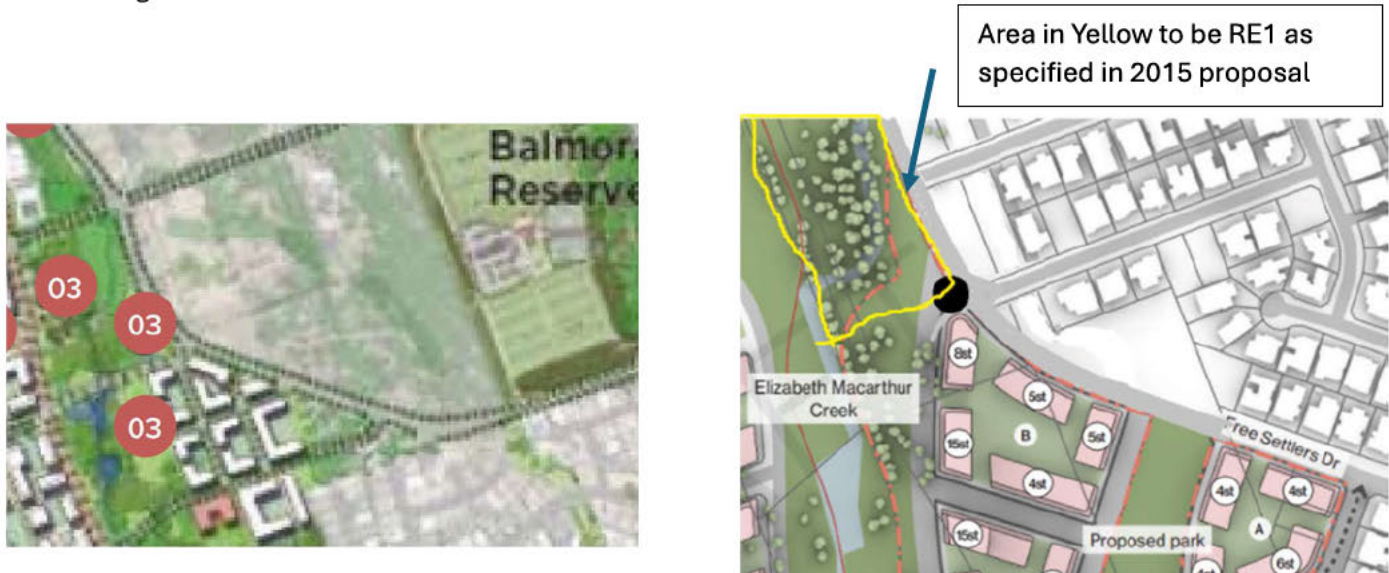 Area in Yellow to be RE1 as
specified in 2015 proposal
Reserve
03
03
03
Elizabeth Macarthur
Creek
8st
5st
B
5st
15st
4st
Free Settlers Dr
4st
4st
15st
Proposed park
A
6st